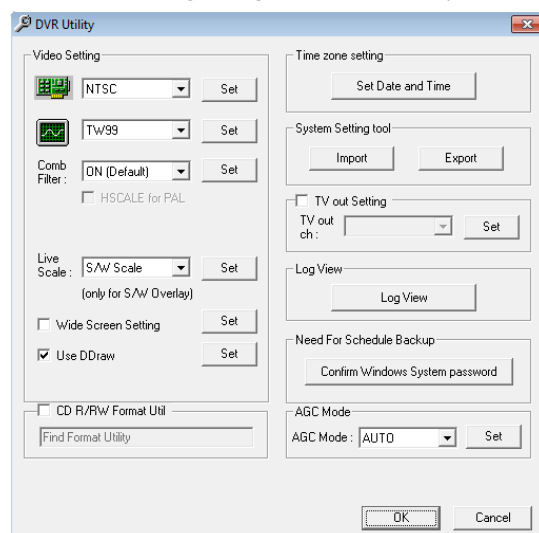 DVR Utility
Video Setting
NTSC
Set
TW99
Set
Comb
Filter :
ON (Default)
Set
HSCALE for PAL
Live
Scale :
S/W Scale
Set
(only for S/W Overlay)
Wide Screen Setting
Set
Use DDraw
Set
CD R/RW Format Util
Find Format Utility
Time zone setting
Set Date and Time
System Setting tool
Import
Export
TV out Setting
TV out
ch :
Set
Log View
Log View
Need For Schedule Backup
Confirm Windows System password
AGC Mode
AGC Mode :
AUTO
Set
OK
Cancel